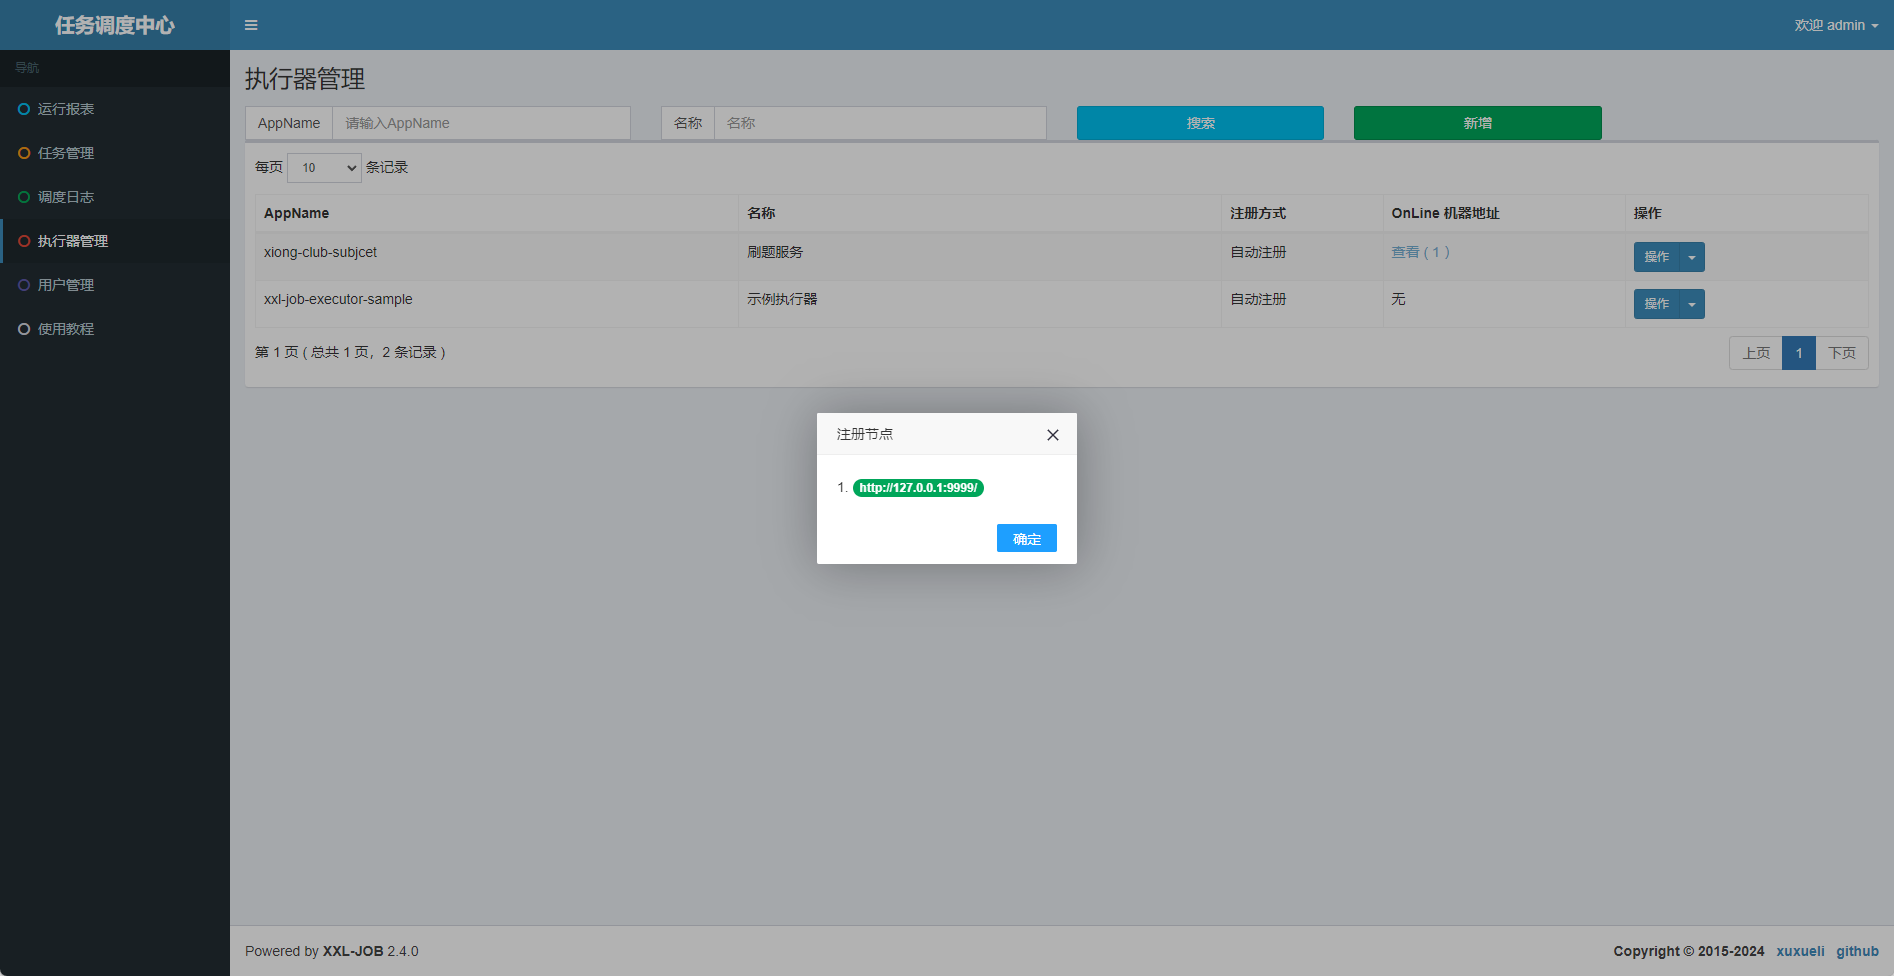 任务调度中心
欢迎 admin
导航
运行报表
任务管理
调度日志
执行器管理
用户管理
使用教程
执行器管理
AppName 请输入AppName 名称 名称 搜索 新增
每页 10 条记录
AppName 名称 注册方式 OnLine 机器地址 操作
xiong-club-subjcet 刷题服务 自动注册 查看 ( 1 ) 操作
xxl-job-executor-sample 示例执行器 自动注册 无 操作
第 1 页 ( 总共 1 页，2 条记录 ) 上页 1 下页
注册节点
1. http://127.0.0.1:9999/
确定
Powered by XXL-JOB 2.4.0 Copyright © 2015-2024 xuxueli github